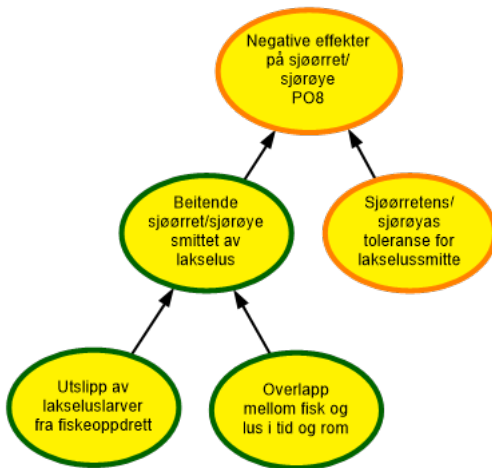 Negative effekter
på sjøørret/
sjørøye
PO8
Beitende
sjøørret/sjørøye
smittet av
lakselus
Sjøørretens/
sjørøyas
toleranse for
lakselussmitte
Utslipp av
lakseluslarver
fra fiskeoppdrett
Overlapp
mellom fisk og
lus i tid og rom